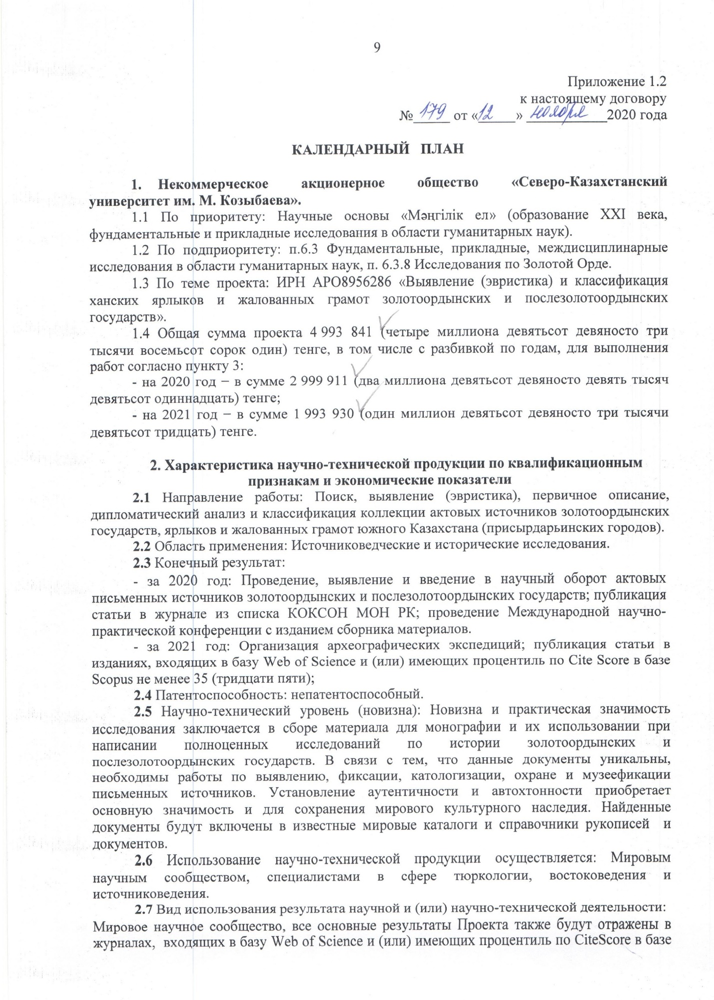 9
Приложение 1.2
к настоящему договору
№ 179 от «12» ноября 2020 года
КАЛЕНДАРНЫЙ ПЛАН
1. Некоммерческое акционерное общество «Северо-Казахстанский
университет им. М. Козыбаева».
1.1 По приоритету: Научные основы «Мәңгілік ел» (образование XXI века,
фундаментальные и прикладные исследования в области гуманитарных наук).
1.2 По подприоритету: п.6.3 Фундаментальные, прикладные, междисциплинарные
исследования в области гуманитарных наук, п. 6.3.8 Исследования по Золотой Орде.
1.3 По теме проекта: ИРН АРО8956286 «Выявление (эвристика) и классификация
ханских ярлыков и жалованных грамот золотоордынских и послезолотоордынских
государств».
1.4 Общая сумма проекта 4 993 841 (четыре миллиона девятьсот девяносто три
тысячи восемьсот сорок один) тенге, в том числе с разбивкой по годам, для выполнения
работ согласно пункту 3:
- на 2020 год − в сумме 2 999 911 (два миллиона девятьсот девяносто девять тысяч
девятьсот одиннадцать) тенге;
- на 2021 год − в сумме 1 993 930 (один миллион девятьсот девяносто три тысячи
девятьсот тридцать) тенге.
2. Характеристика научно-технической продукции по квалификационным
признакам и экономические показатели
2.1 Направление работы: Поиск, выявление (эвристика), первичное описание,
дипломатический анализ и классификация коллекции актовых источников золотоордынских
государств, ярлыков и жалованных грамот южного Казахстана (присырдарьинских городов).
2.2 Область применения: Источниковедческие и исторические исследования.
2.3 Конечный результат:
- за 2020 год: Проведение, выявление и введение в научный оборот актовых
письменных источников золотоордынских и послезолотоордынских государств; публикация
статьи в журнале из списка КОКСОН МОН РК; проведение Международной научно-
практической конференции с изданием сборника материалов.
- за 2021 год: Организация археографических экспедиций; публикация статьи в
изданиях, входящих в базу Web of Science и (или) имеющих процентиль по Cite Score в базе
Scopus не менее 35 (тридцати пяти);
2.4 Патентоспособность: непатентоспособный.
2.5 Научно-технический уровень (новизна): Новизна и практическая значимость
исследования заключается в сборе материала для монографии и их использовании при
написании полноценных исследований по истории золотоордынских и
послезолотоордынских государств. В связи с тем, что данные документы уникальны,
необходимы работы по выявлению, фиксации, катологизации, охране и музеефикации
письменных источников. Установление аутентичности и автохтонности приобретает
основную значимость и для сохранения мирового культурного наследия. Найденные
документы будут включены в известные мировые каталоги и справочники рукописей и
документов.
2.6 Использование научно-технической продукции осуществляется: Мировым
научным сообществом, специалистами в сфере тюркологии, востоковедения и
источниковедения.
2.7 Вид использования результата научной и (или) научно-технической деятельности:
Мировое научное сообщество, все основные результаты Проекта также будут отражены в
журналах, входящих в базу Web of Science и (или) имеющих процентиль по CiteScore в базе